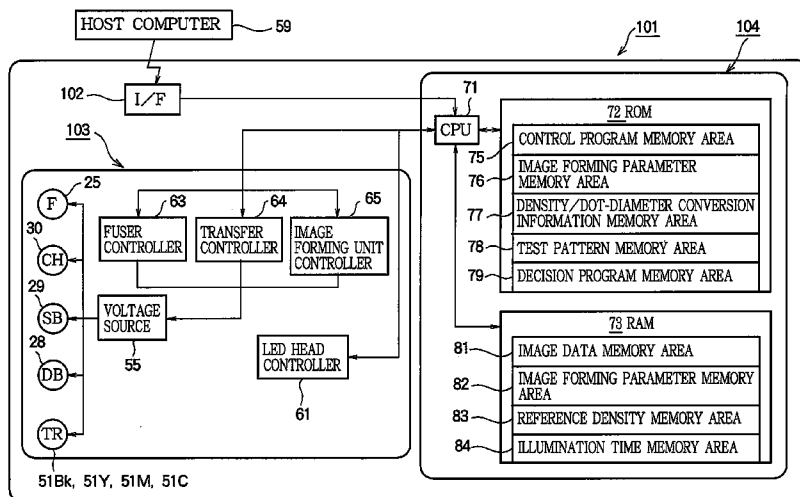 HOST COMPUTER
59
101
104
102
I/F
71
CPU
103
72 ROM
75
CONTROL PROGRAM MEMORY AREA
76
IMAGE FORMING PARAMETER
MEMORY AREA
77
DENSITY/DOT-DIAMETER CONVERSION
INFORMATION MEMORY AREA
78
TEST PATTERN MEMORY AREA
79
DECISION PROGRAM MEMORY AREA
25
F
63
64
65
FUSER
CONTROLLER
TRANSFER
CONTROLLER
IMAGE
FORMING UNIT
CONTROLLER
30
CH
29
SB
VOLTAGE
SOURCE
55
28
DB
LED HEAD
CONTROLLER
61
TR
51Bk, 51Y, 51M, 51C
73 RAM
81
IMAGE DATA MEMORY AREA
82
IMAGE FORMING PARAMETER MEMORY
AREA
83
REFERENCE DENSITY MEMORY AREA
84
ILLUMINATION TIME MEMORY AREA